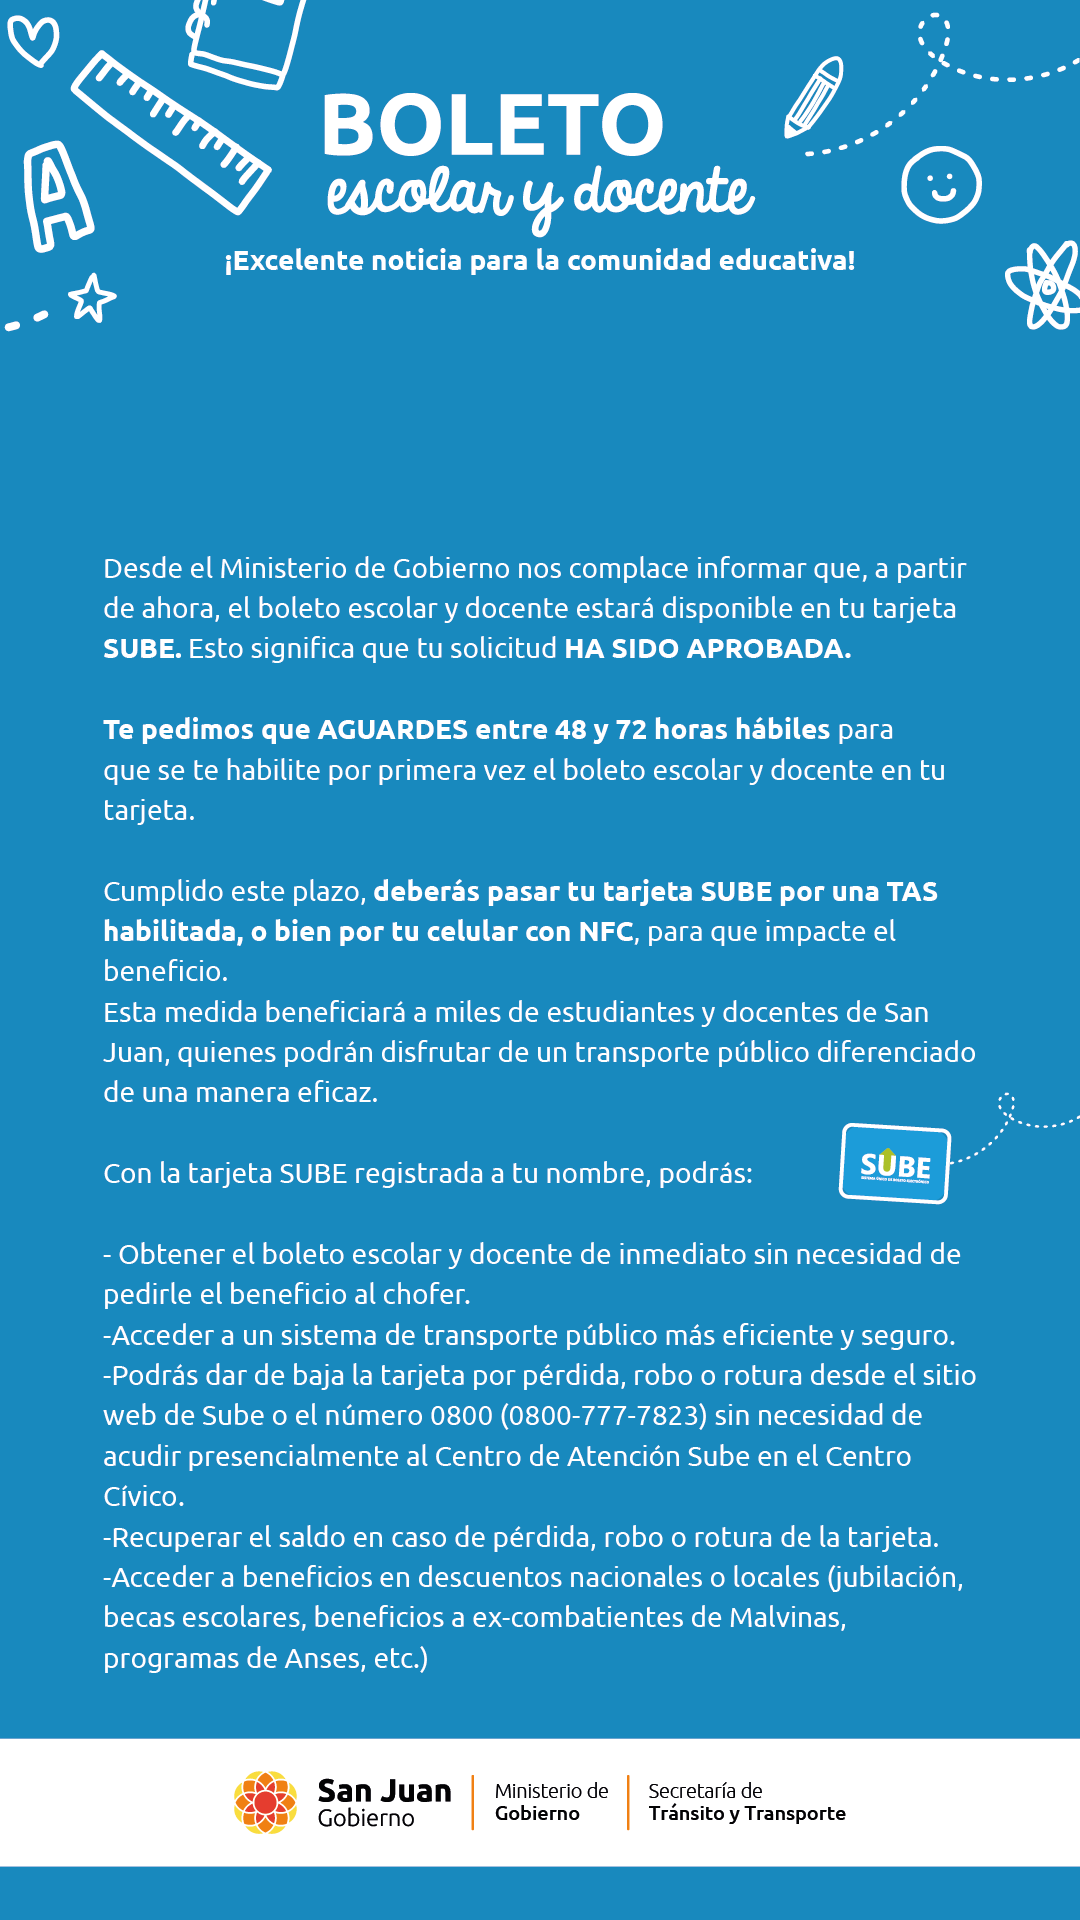 BOLETO
escolar y docente
¡Excelente noticia para la comunidad educativa!
A
Desde el Ministerio de Gobierno nos complace informar que, a partir
de ahora, el boleto escolar y docente estará disponible en tu tarjeta
SUBE. Esto significa que tu solicitud HA SIDO APROBADA.
Te pedimos que AGUARDES entre 48 y 72 horas hábiles para
que se te habilite por primera vez el boleto escolar y docente en tu
tarjeta.
Cumplido este plazo, deberás pasar tu tarjeta SUBE por una TAS
habilitada, o bien por tu celular con NFC, para que impacte el
beneficio.
Esta medida beneficiará a miles de estudiantes y docentes de San
Juan, quienes podrán disfrutar de un transporte público diferenciado
de una manera eficaz.
Con la tarjeta SUBE registrada a tu nombre, podrás:
SUBE
SISTEMA ÚNICO DE BOLETO ELECTRÓNICO
- Obtener el boleto escolar y docente de inmediato sin necesidad de
pedirle el beneficio al chofer.
-Acceder a un sistema de transporte público más eficiente y seguro.
-Podrás dar de baja la tarjeta por pérdida, robo o rotura desde el sitio
web de Sube o el número 0800 (0800-777-7823) sin necesidad de
acudir presencialmente al Centro de Atención Sube en el Centro
Cívico.
-Recuperar el saldo en caso de pérdida, robo o rotura de la tarjeta.
-Acceder a beneficios en descuentos nacionales o locales (jubilación,
becas escolares, beneficios a ex-combatientes de Malvinas,
programas de Anses, etc.)
San Juan
Gobierno
Ministerio de
Gobierno
Secretaría de
Tránsito y Transporte